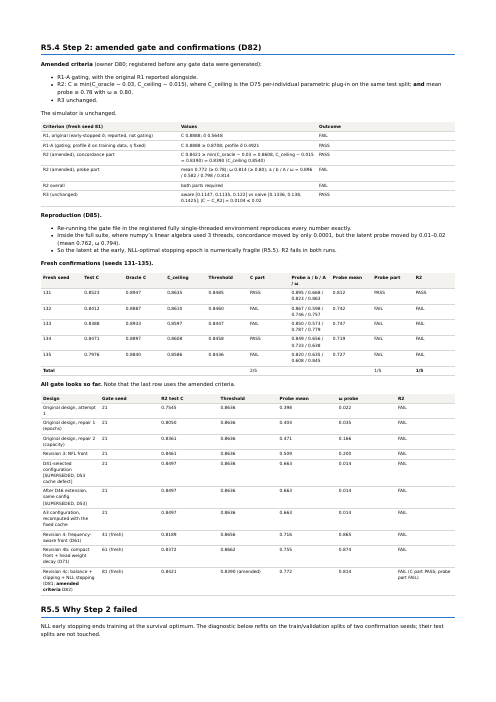 R5.4 Step 2: amended gate and confirmations (D82)
Amended criteria (owner D80; registered before any gate data were generated):
• R1-A gating, with the original R1 reported alongside.
• R2: C ≥ min(C_oracle − 0.03, C_ceiling − 0.015), where C_ceiling is the D75 per-individual parametric plug-in on the same test split; and mean
probe ≥ 0.78 with ω ≥ 0.80.
• R3 unchanged.
The simulator is unchanged.
Criterion (fresh seed 81) Values Outcome
R1, original (early-stopped; reported, not gating) C 0.8888; 0.5648 FAIL
R1-A (gating; profile on training data, fixed) C 0.8888 ≥ 0.8708; profile 0.4921 PASS
R2 (amended), concordance part C 0.8421 ≥ min(C_oracle − 0.03 = 0.8608, C_ceiling − 0.015 PASS
= 0.8390) = 0.8390 (C_ceiling 0.8540)
R2 (amended), probe part mean 0.772 (≥ 0.78); ω 0.814 (≥ 0.80); a / b / A / ω = 0.896 FAIL
/ 0.582 / 0.798 / 0.814
R2 overall both parts required FAIL
R3 (unchanged) aware [0.1147, 0.1135, 0.122] vs naive [0.1336, 0.138, PASS
0.1425]; |C − C_R2| = 0.0104 ≤ 0.02
Reproduction (D85).
• Re-running the gate file in the registered fully single-threaded environment reproduces every number exactly.
• Inside the full suite, where numpy's linear algebra used 3 threads, concordance moved by only 0.0001, but the latent probe moved by 0.01–0.02
(mean 0.762, ω 0.794).
• So the latent at the early, NLL-optimal stopping epoch is numerically fragile (R5.5). R2 fails in both runs.
Fresh confirmations (seeds 131–135).
Fresh seed Test C Oracle C C_ceiling Threshold C part Probe a / b / A Probe mean Probe part R2
/ ω
131 0.8523 0.8947 0.8635 0.8485 PASS 0.895 / 0.668 / 0.812 PASS PASS
0.823 / 0.863
132 0.8412 0.8887 0.8610 0.8460 FAIL 0.867 / 0.598 / 0.742 FAIL FAIL
0.746 / 0.757
133 0.8388 0.8933 0.8597 0.8447 FAIL 0.850 / 0.573 / 0.747 FAIL FAIL
0.787 / 0.779
134 0.8471 0.8897 0.8608 0.8458 PASS 0.849 / 0.656 / 0.719 FAIL FAIL
0.733 / 0.638
135 0.7976 0.8840 0.8586 0.8436 FAIL 0.820 / 0.635 / 0.727 FAIL FAIL
0.608 / 0.845
Total 2/5 1/5 1/5
All gate looks so far. Note that the last row uses the amended criteria.
Design Gate seed R2 test C Threshold Probe mean ω probe R2
Original design, attempt 21 0.7545 0.8636 0.398 0.022 FAIL
1
Original design, repair 1 21 0.8050 0.8636 0.404 0.035 FAIL
(epochs)
Original design, repair 2 21 0.8361 0.8636 0.471 0.166 FAIL
(capacity)
Revision 3: NFL front 21 0.8461 0.8636 0.509 0.200 FAIL
D41-selected 21 0.8497 0.8636 0.663 0.014 FAIL
configuration
[SUPERSEDED, D53
cache defect]
After D46 extension, 21 0.8497 0.8636 0.663 0.014 FAIL
same config
[SUPERSEDED, D53]
A3 configuration, 21 0.8497 0.8636 0.663 0.014 FAIL
recomputed with the
fixed cache
Revision 4: frequency- 41 (fresh) 0.8189 0.8656 0.716 0.865 FAIL
aware front (D61)
Revision 4b: compact 61 (fresh) 0.8372 0.8662 0.755 0.874 FAIL
front + head weight
decay (D71)
Revision 4c: balance + 81 (fresh) 0.8421 0.8390 (amended) 0.772 0.814 FAIL (C part PASS; probe
clipping + NLL stopping part FAIL)
(D81; amended
criteria D82)
R5.5 Why Step 2 failed
NLL early stopping ends training at the survival optimum. The diagnostic below refits on the train/validation splits of two confirmation seeds; their test
splits are not touched.